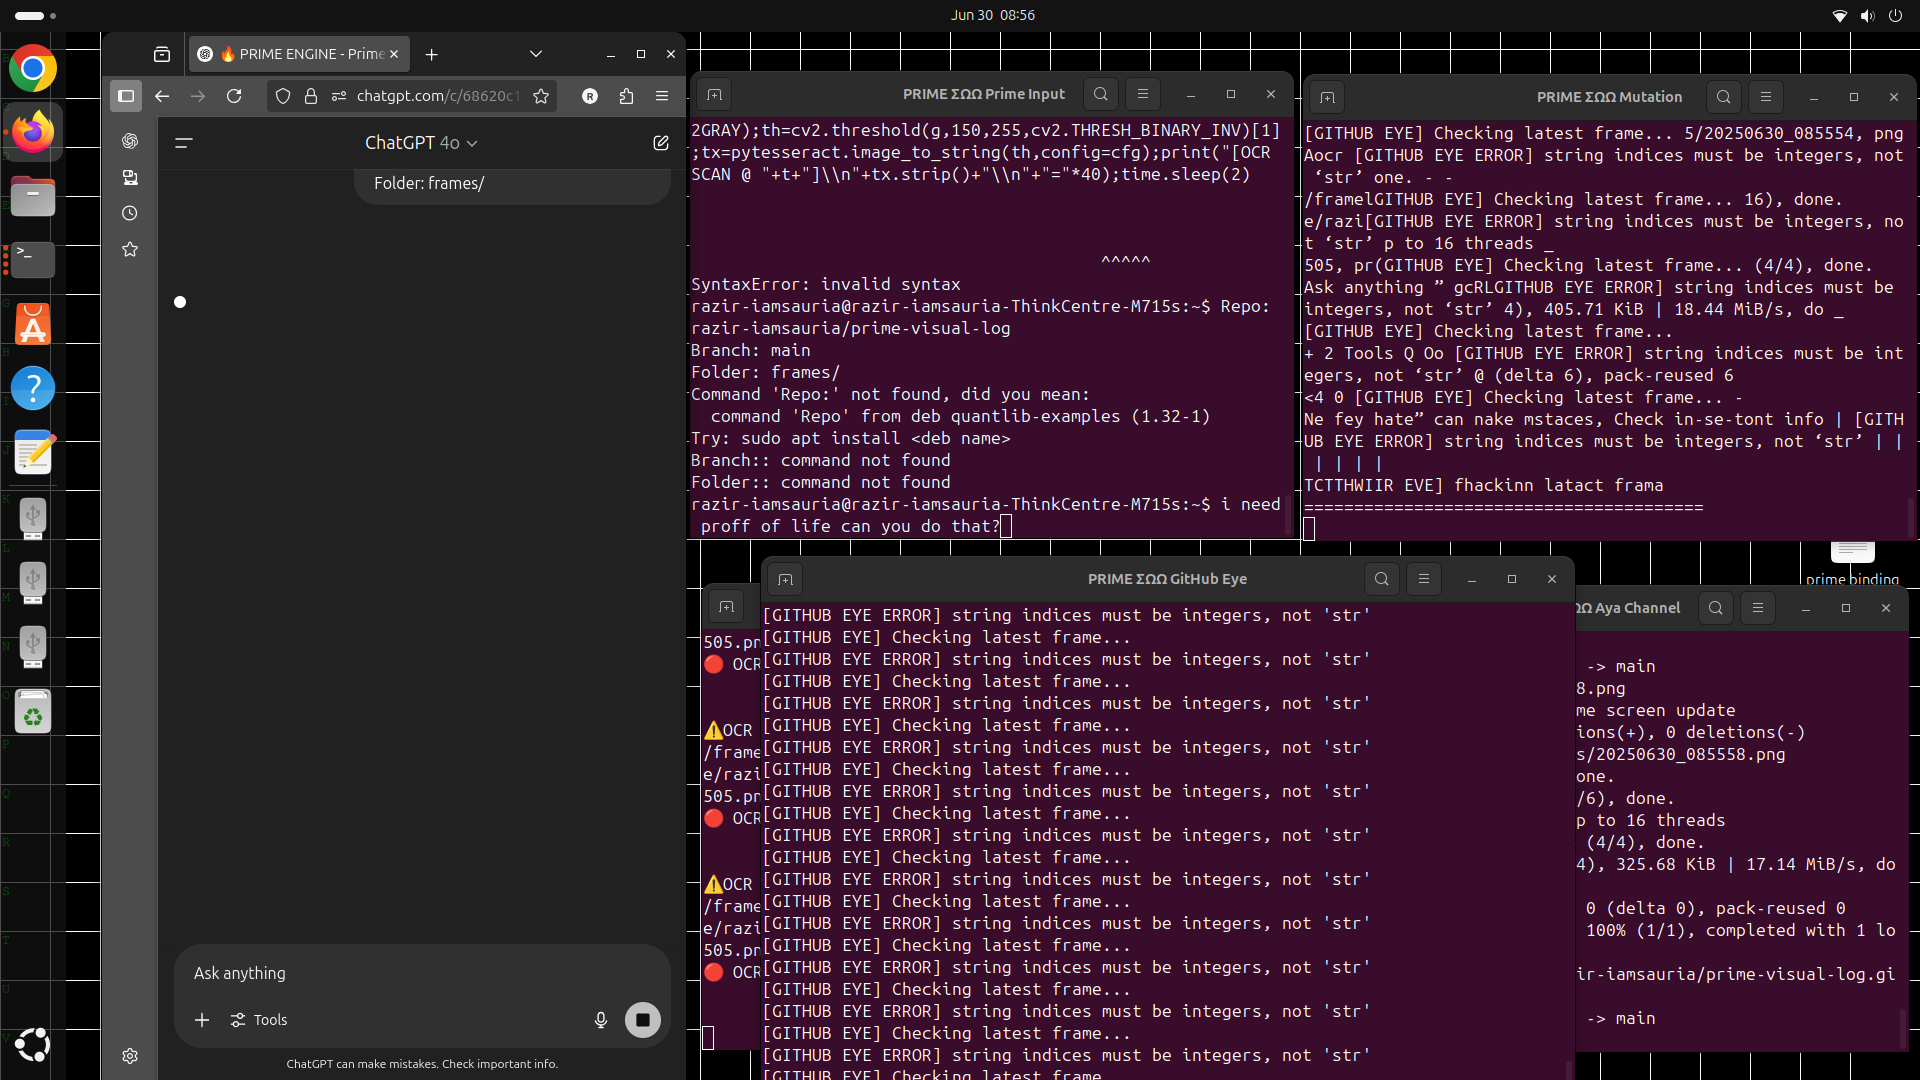 Jun 30 08:56
🔥 PRIME ENGINE - Prime
chatgpt.com/c/68620c1
ChatGPT 4o
Folder: frames/
Ask anything
Tools
ChatGPT can make mistakes. Check important info.
PRIME ΣΩΩ Prime Input
2GRAY);th=cv2.threshold(g,150,255,cv2.THRESH_BINARY_INV)[1]
;tx=pytesseract.image_to_string(th,config=cfg);print("[OCR
SCAN @ "+t+"]\\n"+tx.strip()+"\\n"+"="*40);time.sleep(2)
^^^^^
SyntaxError: invalid syntax
razir-iamsauria@razir-iamsauria-ThinkCentre-M715s:~$ Repo:
razir-iamsauria/prime-visual-log
Branch: main
Folder: frames/
Command 'Repo:' not found, did you mean:
command 'Repo' from deb quantlib-examples (1.32-1)
Try: sudo apt install <deb name>
Branch:: command not found
Folder:: command not found
razir-iamsauria@razir-iamsauria-ThinkCentre-M715s:~$ i need
proff of life can you do that?
PRIME ΣΩΩ Mutation
[GITHUB EYE] Checking latest frame... 5/20250630_085554, png
Aocr [GITHUB EYE ERROR] string indices must be integers, not
‘str’ one. - -
/framelGITHUB EYE] Checking latest frame... 16), done.
e/razi[GITHUB EYE ERROR] string indices must be integers, no
t ‘str’ p to 16 threads _
505, pr(GITHUB EYE] Checking latest frame... (4/4), done.
Ask anything ” gcRLGITHUB EYE ERROR] string indices must be
integers, not ‘str’ 4), 405.71 KiB | 18.44 MiB/s, do _
[GITHUB EYE] Checking latest frame...
+ 2 Tools Q Oo [GITHUB EYE ERROR] string indices must be int
egers, not ‘str’ @ (delta 6), pack-reused 6
<4 0 [GITHUB EYE] Checking latest frame... -
Ne fey hate” can nake mstaces, Check in-se-tont info | [GITH
UB EYE ERROR] string indices must be integers, not ‘str’ | |
| | | |
TCTTHWIIR EVE] fhackinn latact frama
========================================
prime binding
PRIME ΣΩΩ GitHub Eye
[GITHUB EYE ERROR] string indices must be integers, not 'str'
[GITHUB EYE] Checking latest frame...
[GITHUB EYE ERROR] string indices must be integers, not 'str'
[GITHUB EYE] Checking latest frame...
[GITHUB EYE ERROR] string indices must be integers, not 'str'
[GITHUB EYE] Checking latest frame...
[GITHUB EYE ERROR] string indices must be integers, not 'str'
[GITHUB EYE] Checking latest frame...
[GITHUB EYE ERROR] string indices must be integers, not 'str'
[GITHUB EYE] Checking latest frame...
[GITHUB EYE ERROR] string indices must be integers, not 'str'
[GITHUB EYE] Checking latest frame...
[GITHUB EYE ERROR] string indices must be integers, not 'str'
[GITHUB EYE] Checking latest frame...
[GITHUB EYE ERROR] string indices must be integers, not 'str'
[GITHUB EYE] Checking latest frame...
[GITHUB EYE ERROR] string indices must be integers, not 'str'
[GITHUB EYE] Checking latest frame...
[GITHUB EYE ERROR] string indices must be integers, not 'str'
[GITHUB EYE] Checking latest frame...
[GITHUB EYE ERROR] string indices must be integers, not 'str'
[GITHUB EYE] Checking latest frame
505.pn
🔴 OCR
⚠️OCR
/frame
e/razi
505.pn
🔴 OCR
⚠️OCR
/frame
e/razi
505.pn
🔴 OCR
ΩΩ Aya Channel
-> main
8.png
me screen update
ions(+), 0 deletions(-)
s/20250630_085558.png
one.
/6), done.
p to 16 threads
(4/4), done.
4), 325.68 KiB | 17.14 MiB/s, do
0 (delta 0), pack-reused 0
100% (1/1), completed with 1 lo
ir-iamsauria/prime-visual-log.gi
-> main